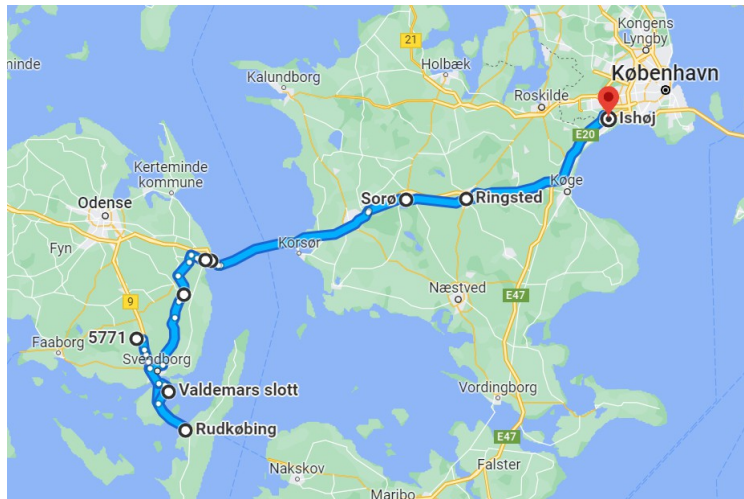 Kongens
Lyngby
21
Holbæk
minde
København
Kalundborg
Roskilde
Ishøj
E20
Kerteminde
kommune
Køge
Sorø
Ringsted
Odense
Fyn
Korsør
Næstved
E47
9
5771
Faaborg
Svendborg
Valdemars slott
Vordingborg
Rudkøbing
E47
Nakskov
Falster
Maribo